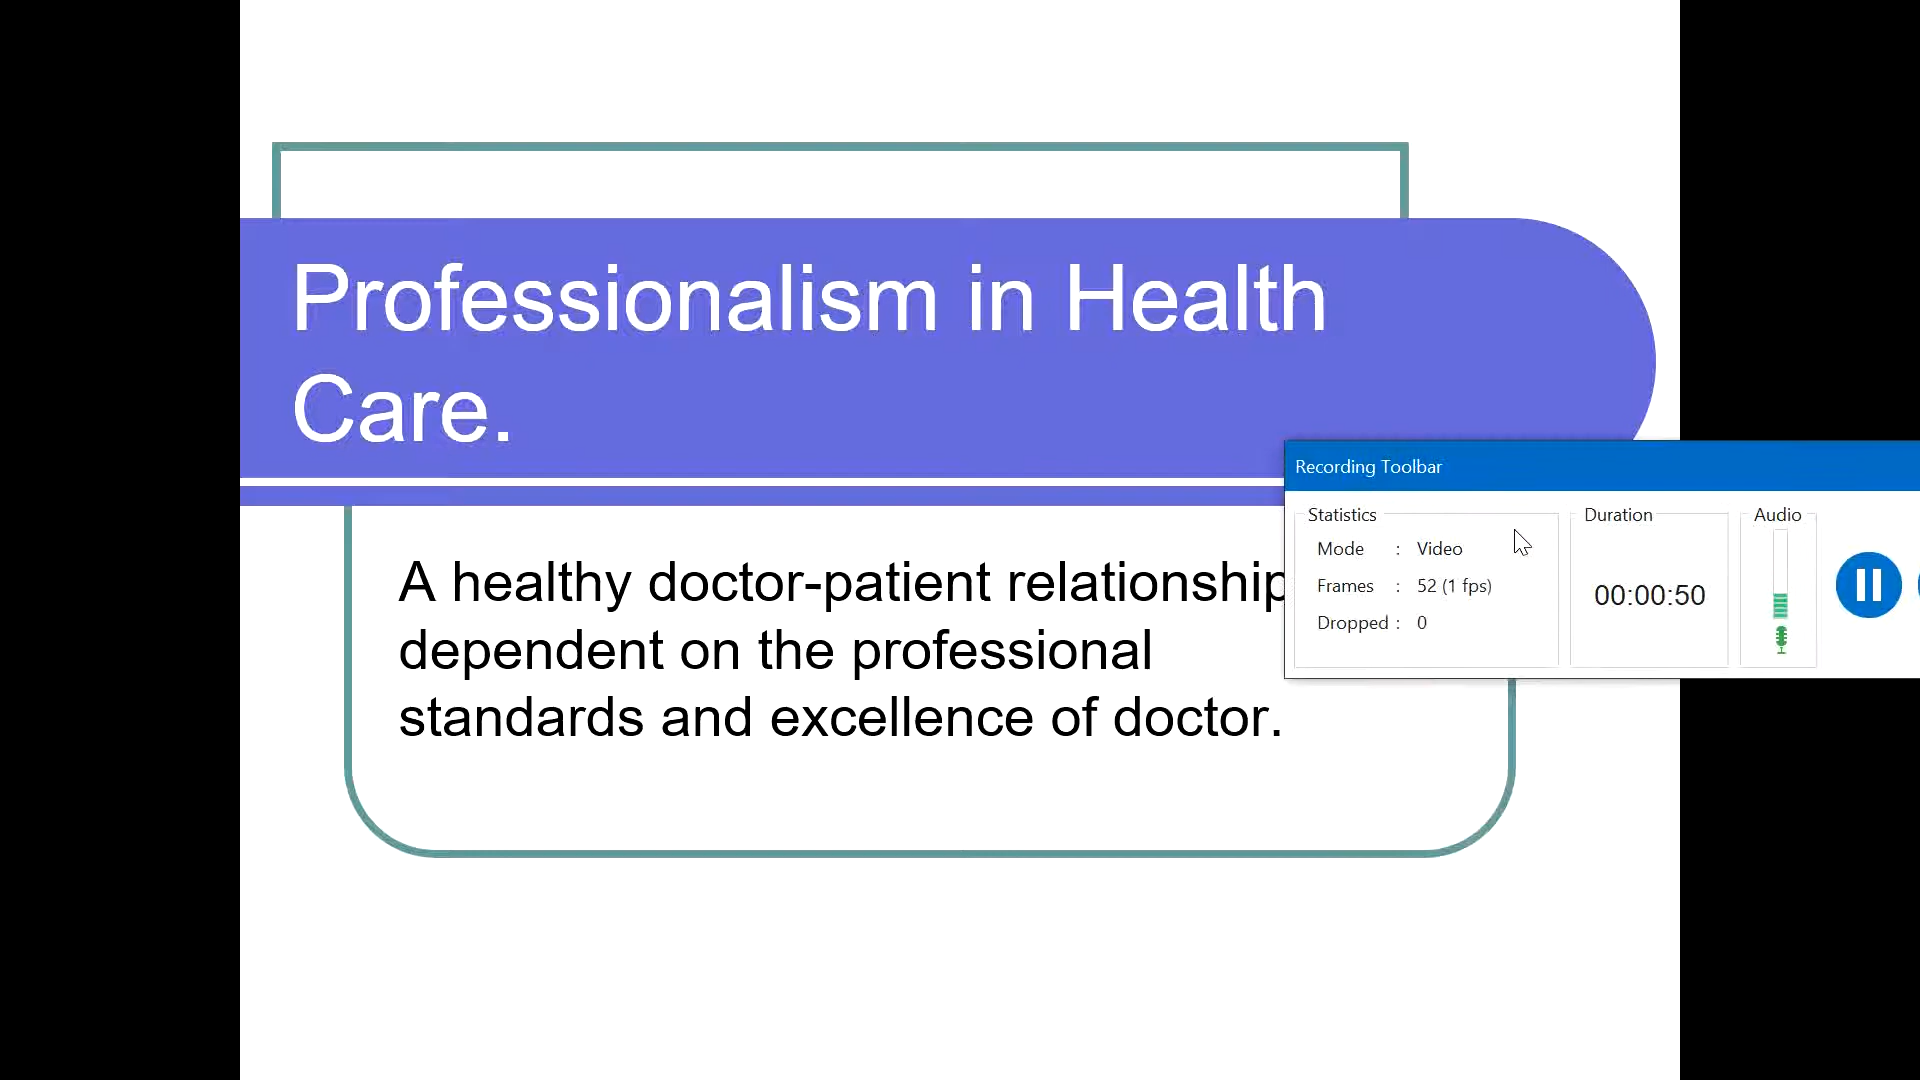 Professionalism in Health
Care.
A healthy doctor-patient relationship
dependent on the professional
standards and excellence of doctor.
Recording Toolbar
Statistics
Mode : Video
Frames : 52 (1 fps)
Dropped : 0
Duration
00:00:50
Audio